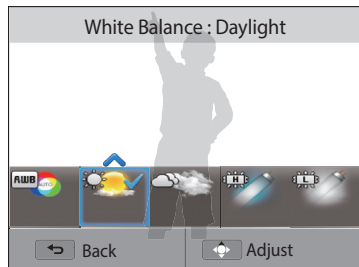 White Balance : Daylight
AWB
AUTO
H
L
Back
Adjust